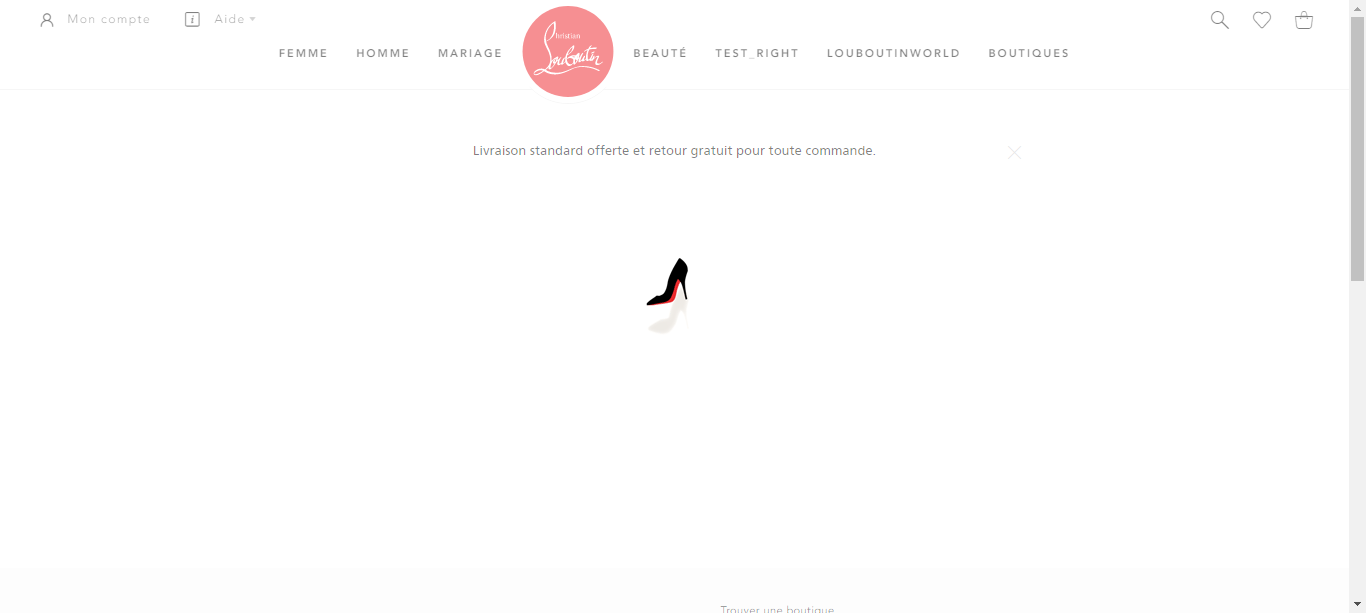 Mon compte
i Aide
FEMME HOMME MARIAGE Christian Louboutin BEAUTÉ TEST_RIGHT LOUBOUTINWORLD BOUTIQUES
Livraison standard offerte et retour gratuit pour toute commande.
Trouver une boutique